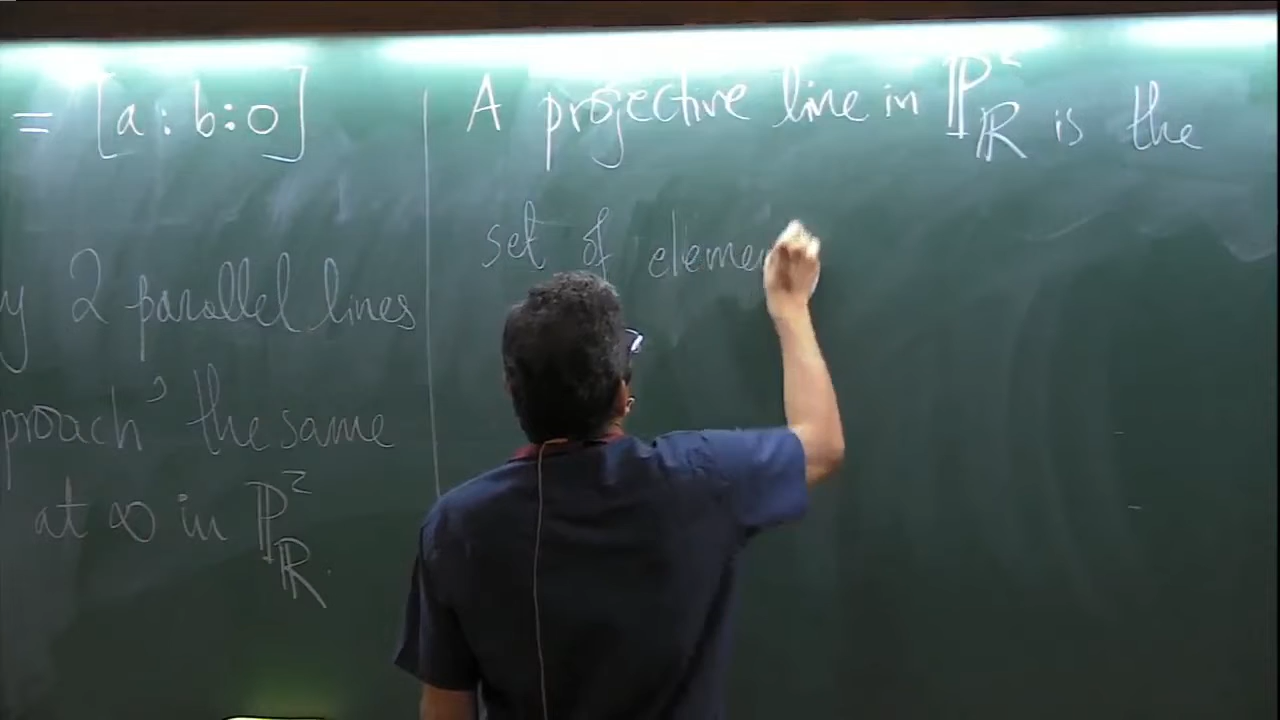 = [a : b : 0]
y 2 parallel lines
proach' the same
at ∞ in ℙ²_ℝ.
A projective line in ℙ²_ℝ is the
set of elemen